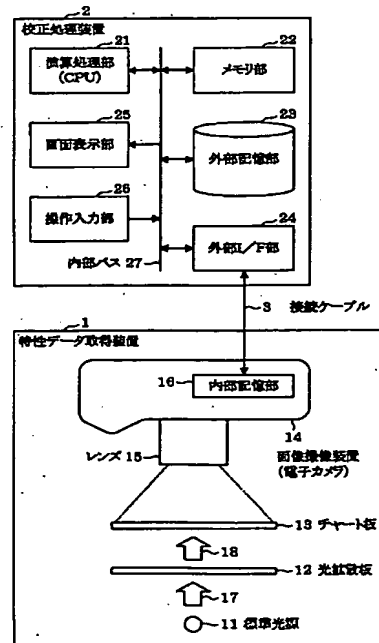 2
校正処理装置
21
演算処理部
(CPU)
22
メモリ部
25
画面表示部
23
外部記憶部
26
操作入力部
24
外部I/F部
内部バス 27
3 接続ケーブル
1
特性データ取得装置
16 内部記憶部
14
レンズ 15
画像撮像装置
(電子カメラ)
13 チャート板
18
12 光拡散板
17
11 標準光源